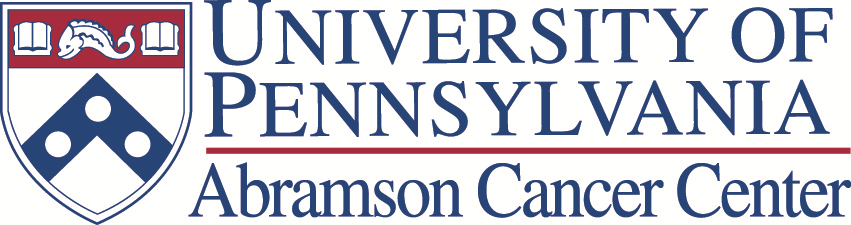 UNIVERSITY OF
PENNSYLVANIA
Abramson Cancer Center